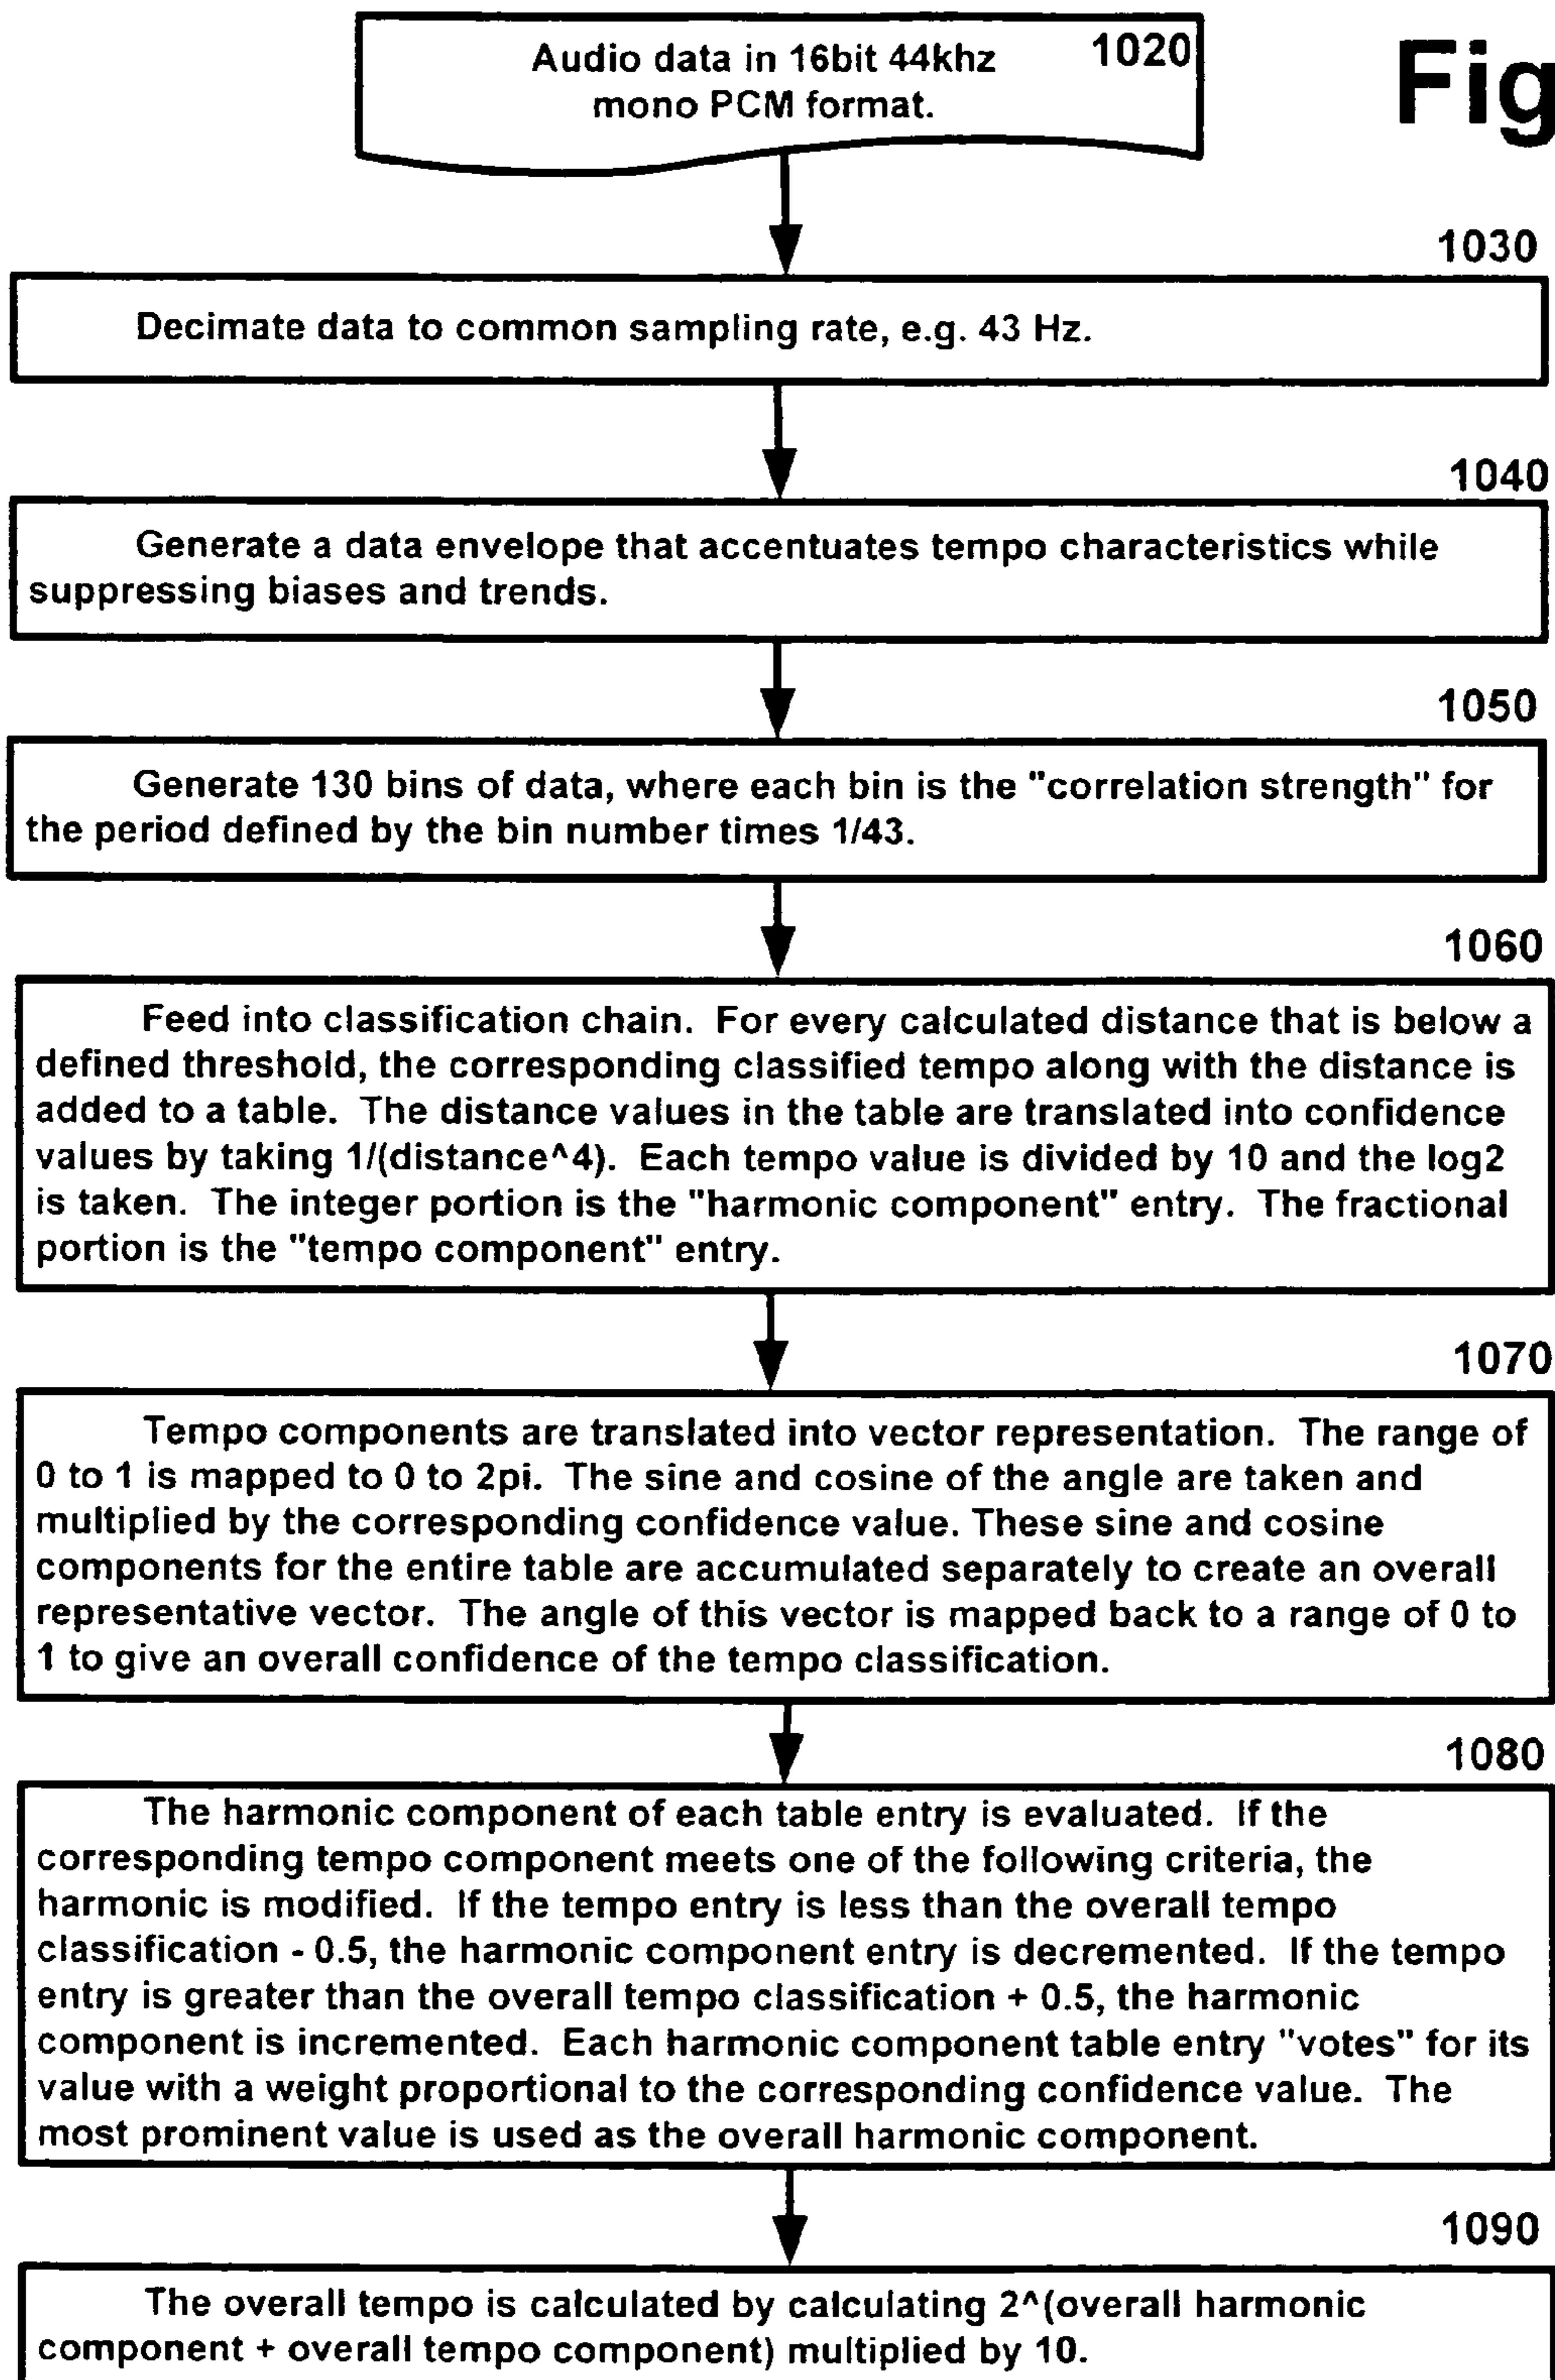 Audio data in 16bit 44khz 1020
mono PCM format.
Fig
1030
Decimate data to common sampling rate, e.g. 43 Hz.
1040
Generate a data envelope that accentuates tempo characteristics while
suppressing biases and trends.
1050
Generate 130 bins of data, where each bin is the "correlation strength" for
the period defined by the bin number times 1/43.
1060
Feed into classification chain. For every calculated distance that is below a
defined threshold, the corresponding classified tempo along with the distance is
added to a table. The distance values in the table are translated into confidence
values by taking 1/(distance^4). Each tempo value is divided by 10 and the log2
is taken. The integer portion is the "harmonic component" entry. The fractional
portion is the "tempo component" entry.
1070
Tempo components are translated into vector representation. The range of
0 to 1 is mapped to 0 to 2pi. The sine and cosine of the angle are taken and
multiplied by the corresponding confidence value. These sine and cosine
components for the entire table are accumulated separately to create an overall
representative vector. The angle of this vector is mapped back to a range of 0 to
1 to give an overall confidence of the tempo classification.
1080
The harmonic component of each table entry is evaluated. If the
corresponding tempo component meets one of the following criteria, the
harmonic is modified. If the tempo entry is less than the overall tempo
classification - 0.5, the harmonic component entry is decremented. If the tempo
entry is greater than the overall tempo classification + 0.5, the harmonic
component is incremented. Each harmonic component table entry "votes" for its
value with a weight proportional to the corresponding confidence value. The
most prominent value is used as the overall harmonic component.
1090
The overall tempo is calculated by calculating 2^(overall harmonic
component + overall tempo component) multiplied by 10.